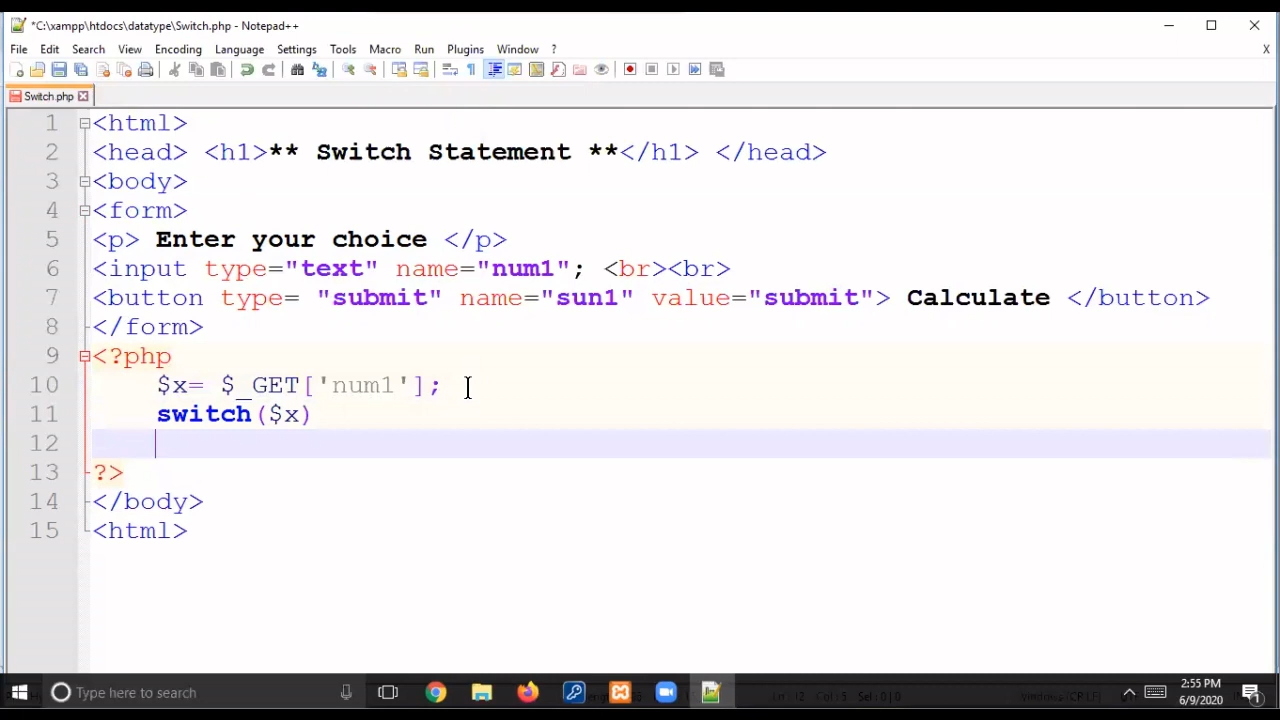 *C:\xampp\htdocs\datatype\Switch.php - Notepad++
File Edit Search View Encoding Language Settings Tools Macro Run Plugins Window ? X
Switch.php
1 <html>
2 <head> <h1>** Switch Statement **</h1> </head>
3 <body>
4 <form>
5 <p> Enter your choice </p>
6 <input type="text" name="num1"; <br><br>
7 <button type= "submit" name="sun1" value="submit"> Calculate </button>
8 </form>
9 <?php
10 $x= $_GET['num1'];
11 switch($x)
12
13 ?>
14 </body>
15 <html>
Type here to search
2:55 PM
6/9/2020
1